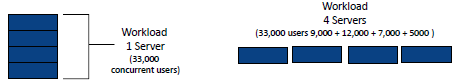 Workload
1 Server
(33,000
concurrent users)
Workload
4 Servers
(33,000 users 9,000 + 12,000 + 7,000 + 5000 )